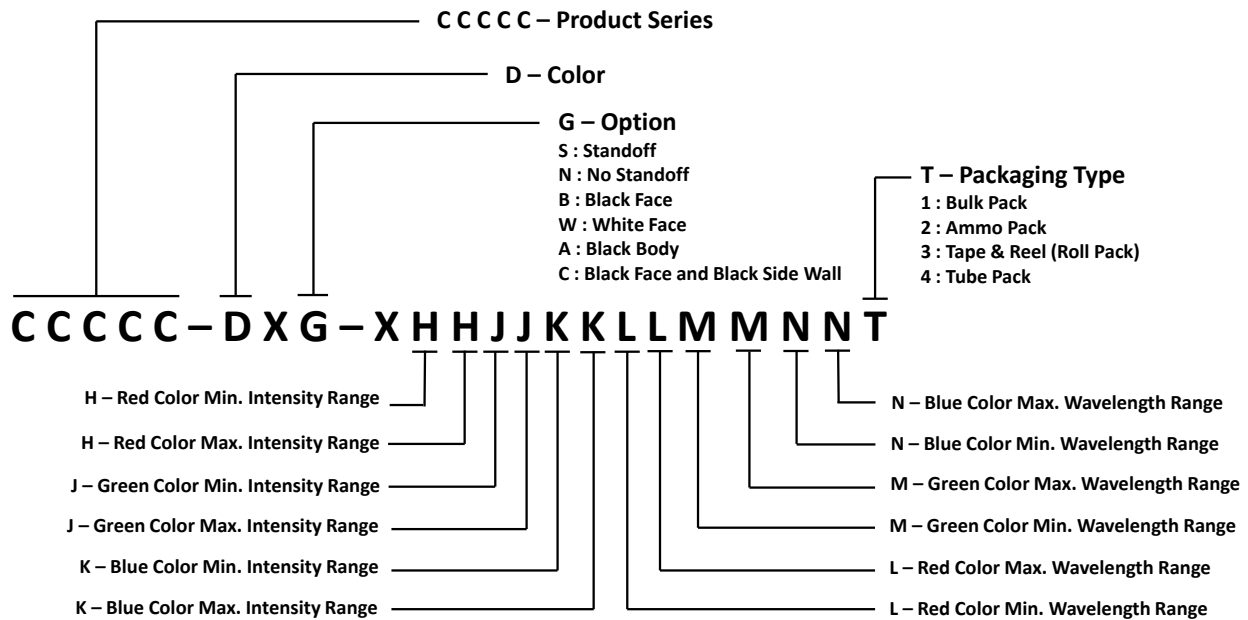 C C C C C – Product Series
D – Color
G – Option
S : Standoff
N : No Standoff
B : Black Face
W : White Face
A : Black Body
C : Black Face and Black Side Wall
T – Packaging Type
1 : Bulk Pack
2 : Ammo Pack
3 : Tape & Reel (Roll Pack)
4 : Tube Pack
C C C C C – D X G – X H H J J K K L L M M N N T
H – Red Color Min. Intensity Range
H – Red Color Max. Intensity Range
J – Green Color Min. Intensity Range
J – Green Color Max. Intensity Range
K – Blue Color Min. Intensity Range
K – Blue Color Max. Intensity Range
N – Blue Color Max. Wavelength Range
N – Blue Color Min. Wavelength Range
M – Green Color Max. Wavelength Range
M – Green Color Min. Wavelength Range
L – Red Color Max. Wavelength Range
L – Red Color Min. Wavelength Range